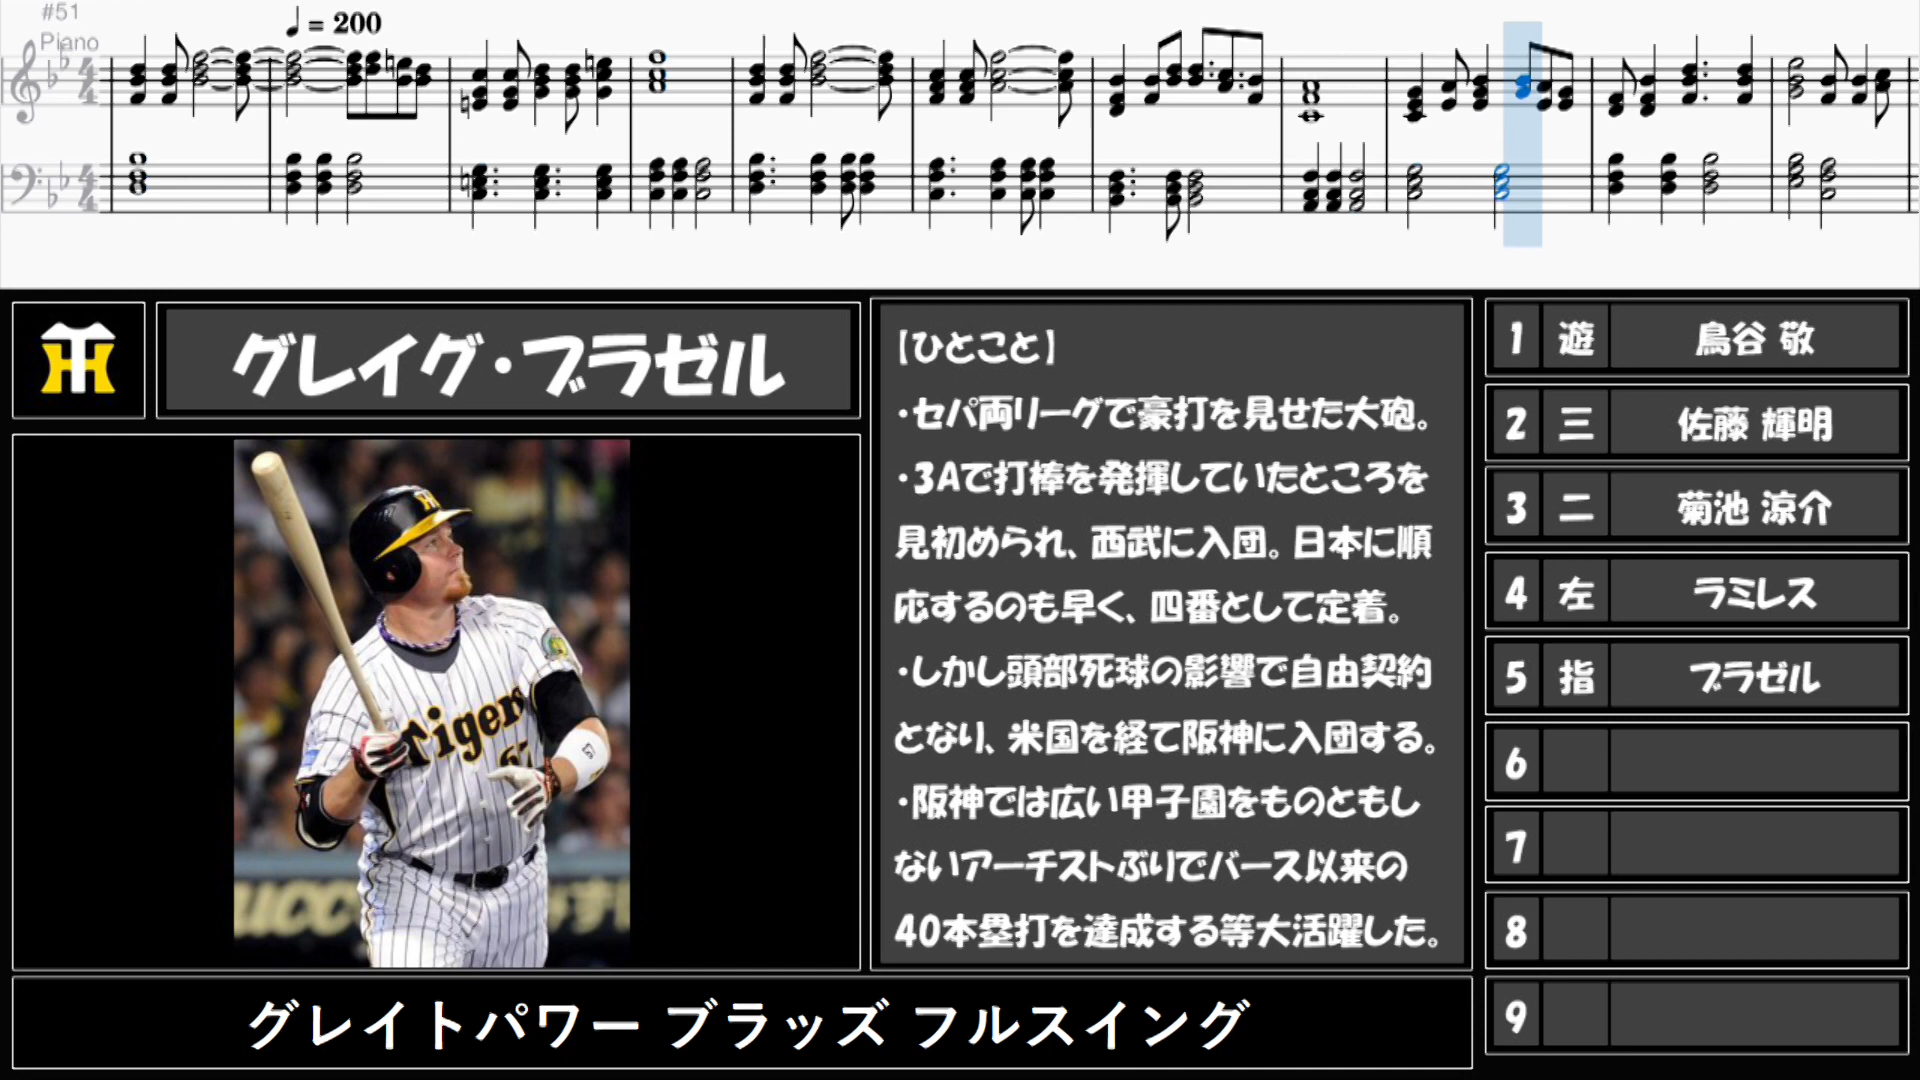 #51
Piano
♩ = 200
グレイグ・ブラゼル
【ひとこと】
・セパ両リーグで豪打を見せた大砲。
・3Aで打棒を発揮していたところを
見初められ、西武に入団。日本に順
応するのも早く、四番として定着。
・しかし頭部死球の影響で自由契約
となり、米国を経て阪神に入団する。
・阪神では広い甲子園をものともし
ないアーチストぶりでバース以来の
40本塁打を達成する等大活躍した。
Tigers
67
UCC
みずほ
グレイトパワー ブラッズ フルスイング
1 遊 鳥谷 敬
2 三 佐藤 輝明
3 二 菊池 涼介
4 左 ラミレス
5 指 ブラゼル
6
7
8
9